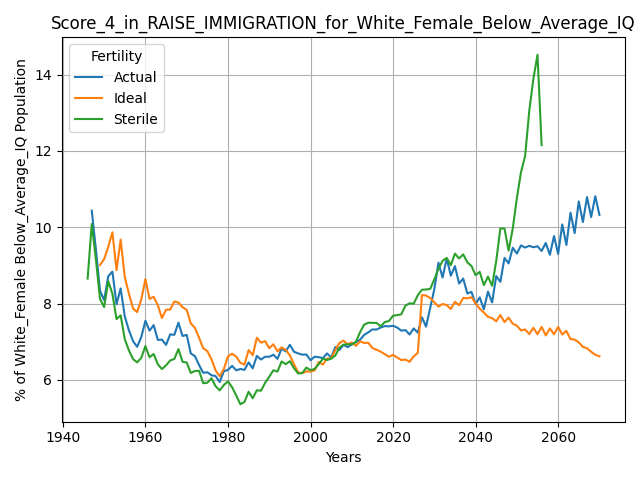 Score_4_in_RAISE_IMMIGRATION_for_White_Female_Below_Average_IQ
% of White_Female Below_Average_IQ Population
14
12
10
8
6
Fertility
Actual
Ideal
Sterile
1940 1960 1980 2000 2020 2040 2060
Years